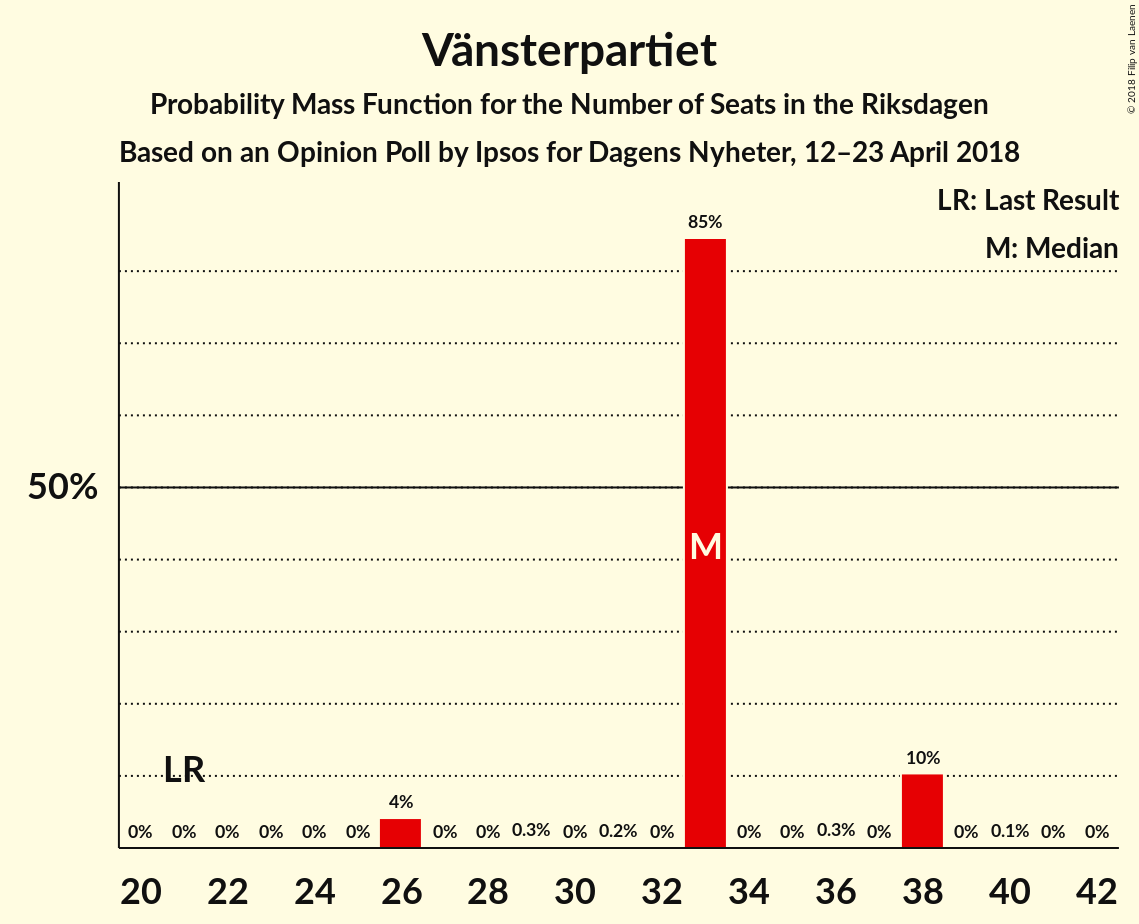 Vänsterpartiet
Probability Mass Function for the Number of Seats in the Riksdagen
Based on an Opinion Poll by Ipsos for Dagens Nyheter, 12–23 April 2018
© 2018 Filip van Laenen
LR: Last Result
M: Median
85%
50%
M
LR
10%
4%
0% 0% 0% 0% 0% 0% 0% 0% 0.3% 0% 0.2% 0% 0% 0% 0.3% 0% 0% 0.1% 0% 0%
20 22 24 26 28 30 32 34 36 38 40 42